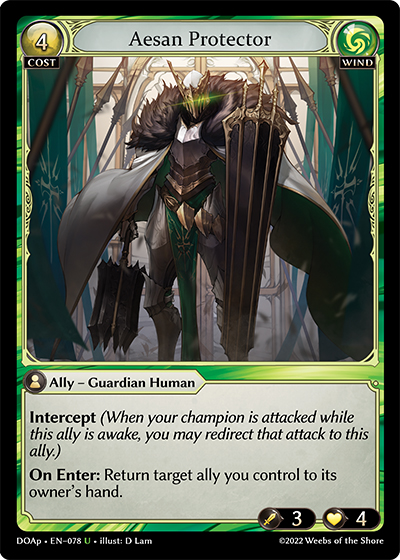 4
Aesan Protector
COST
WIND
Ally – Guardian Human
Intercept (When your champion is attacked while
this ally is awake, you may redirect that attack to this
ally.)
On Enter: Return target ally you control to its
owner's hand.
3
4
DOAp • EN–078 U • illust: D Lam
©2022 Weebs of the Shore